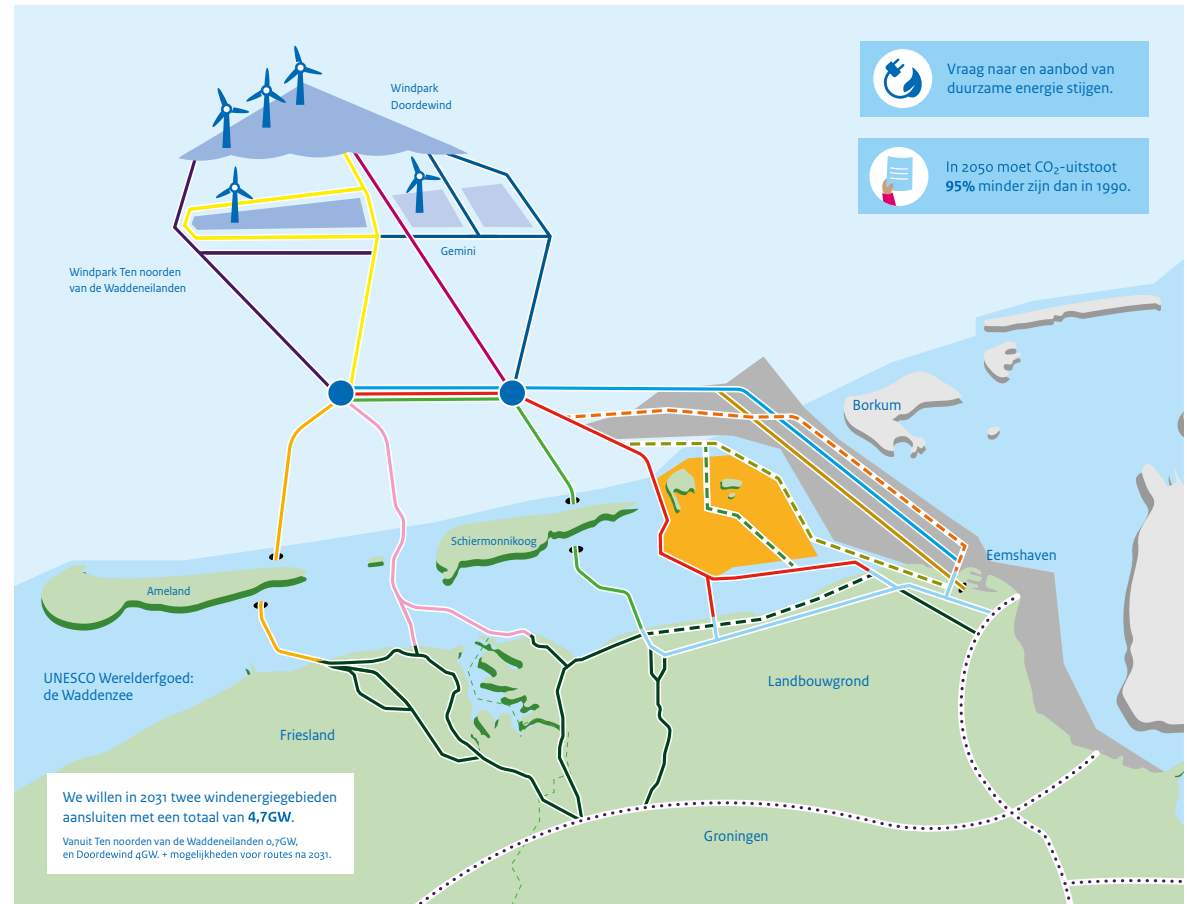 Windpark
Doordewind
Vraag naar en aanbod van
duurzame energie stijgen.
In 2050 moet CO₂-uitstoot
95% minder zijn dan in 1990.
Gemini
Windpark Ten noorden
van de Waddeneilanden
Borkum
Schiermonnikoog
Eemshaven
Ameland
UNESCO Werelderfgoed:
de Waddenzee
Landbouwgrond
Friesland
We willen in 2031 twee windenergiegebieden
aansluiten met een totaal van 4,7GW.
Vanuit Ten noorden van de Waddeneilanden 0,7GW,
en Doordewind 4GW. + mogelijkheden voor routes na 2031.
Groningen